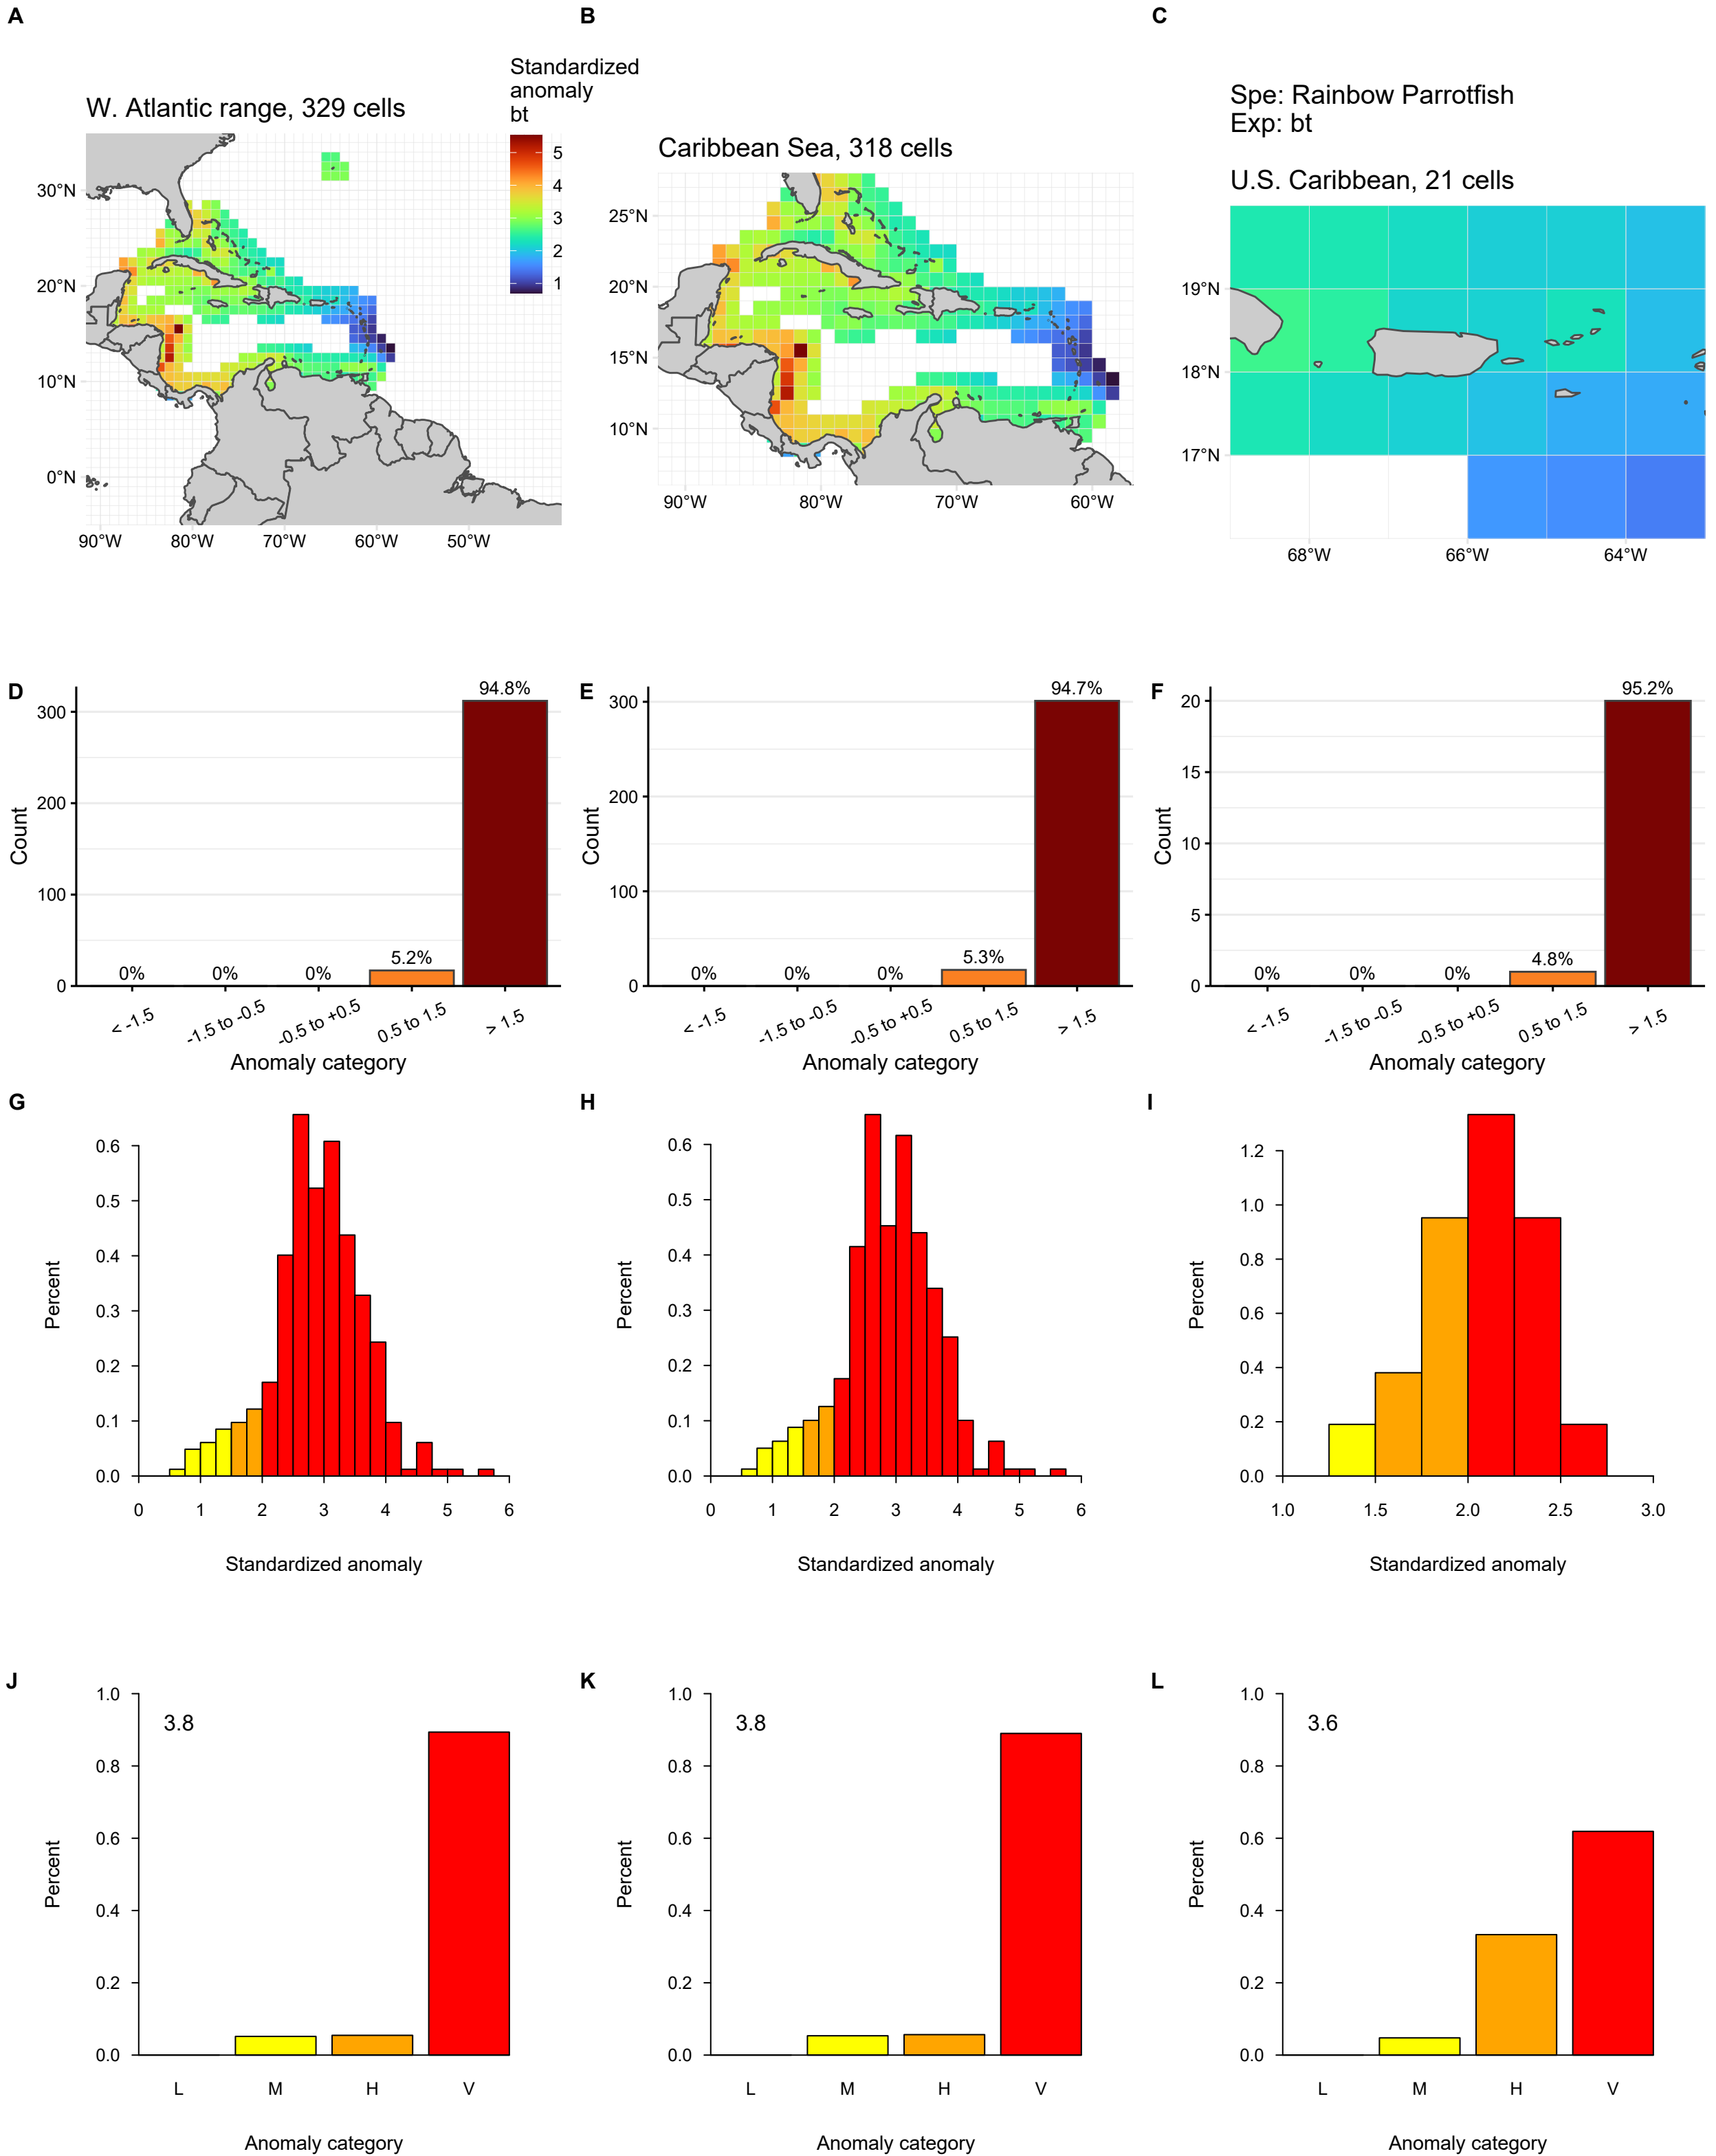 A
B
C
Standardized
anomaly
bt
W. Atlantic range, 329 cells
5
4
3
2
1
30°N
20°N
10°N
0°N
90°W 80°W 70°W 60°W 50°W
Caribbean Sea, 318 cells
25°N
20°N
15°N
10°N
90°W 80°W 70°W 60°W
Spe: Rainbow Parrotfish
Exp: bt
U.S. Caribbean, 21 cells
19°N
18°N
17°N
68°W 66°W 64°W
D
Count
300
200
100
0
0% 0% 0% 5.2% 94.8%
< -1.5 -1.5 to -0.5 -0.5 to +0.5 0.5 to 1.5 > 1.5
Anomaly category
E
Count
300
200
100
0
0% 0% 0% 5.3% 94.7%
< -1.5 -1.5 to -0.5 -0.5 to +0.5 0.5 to 1.5 > 1.5
Anomaly category
F
Count
20
15
10
5
0
0% 0% 0% 4.8% 95.2%
< -1.5 -1.5 to -0.5 -0.5 to +0.5 0.5 to 1.5 > 1.5
Anomaly category
G
Percent
0.6
0.5
0.4
0.3
0.2
0.1
0.0
0 1 2 3 4 5 6
Standardized anomaly
H
Percent
0.6
0.5
0.4
0.3
0.2
0.1
0.0
0 1 2 3 4 5 6
Standardized anomaly
I
Percent
1.2
1.0
0.8
0.6
0.4
0.2
0.0
1.0 1.5 2.0 2.5 3.0
Standardized anomaly
J
3.8
Percent
1.0
0.8
0.6
0.4
0.2
0.0
L M H V
Anomaly category
K
3.8
Percent
1.0
0.8
0.6
0.4
0.2
0.0
L M H V
Anomaly category
L
3.6
Percent
1.0
0.8
0.6
0.4
0.2
0.0
L M H V
Anomaly category